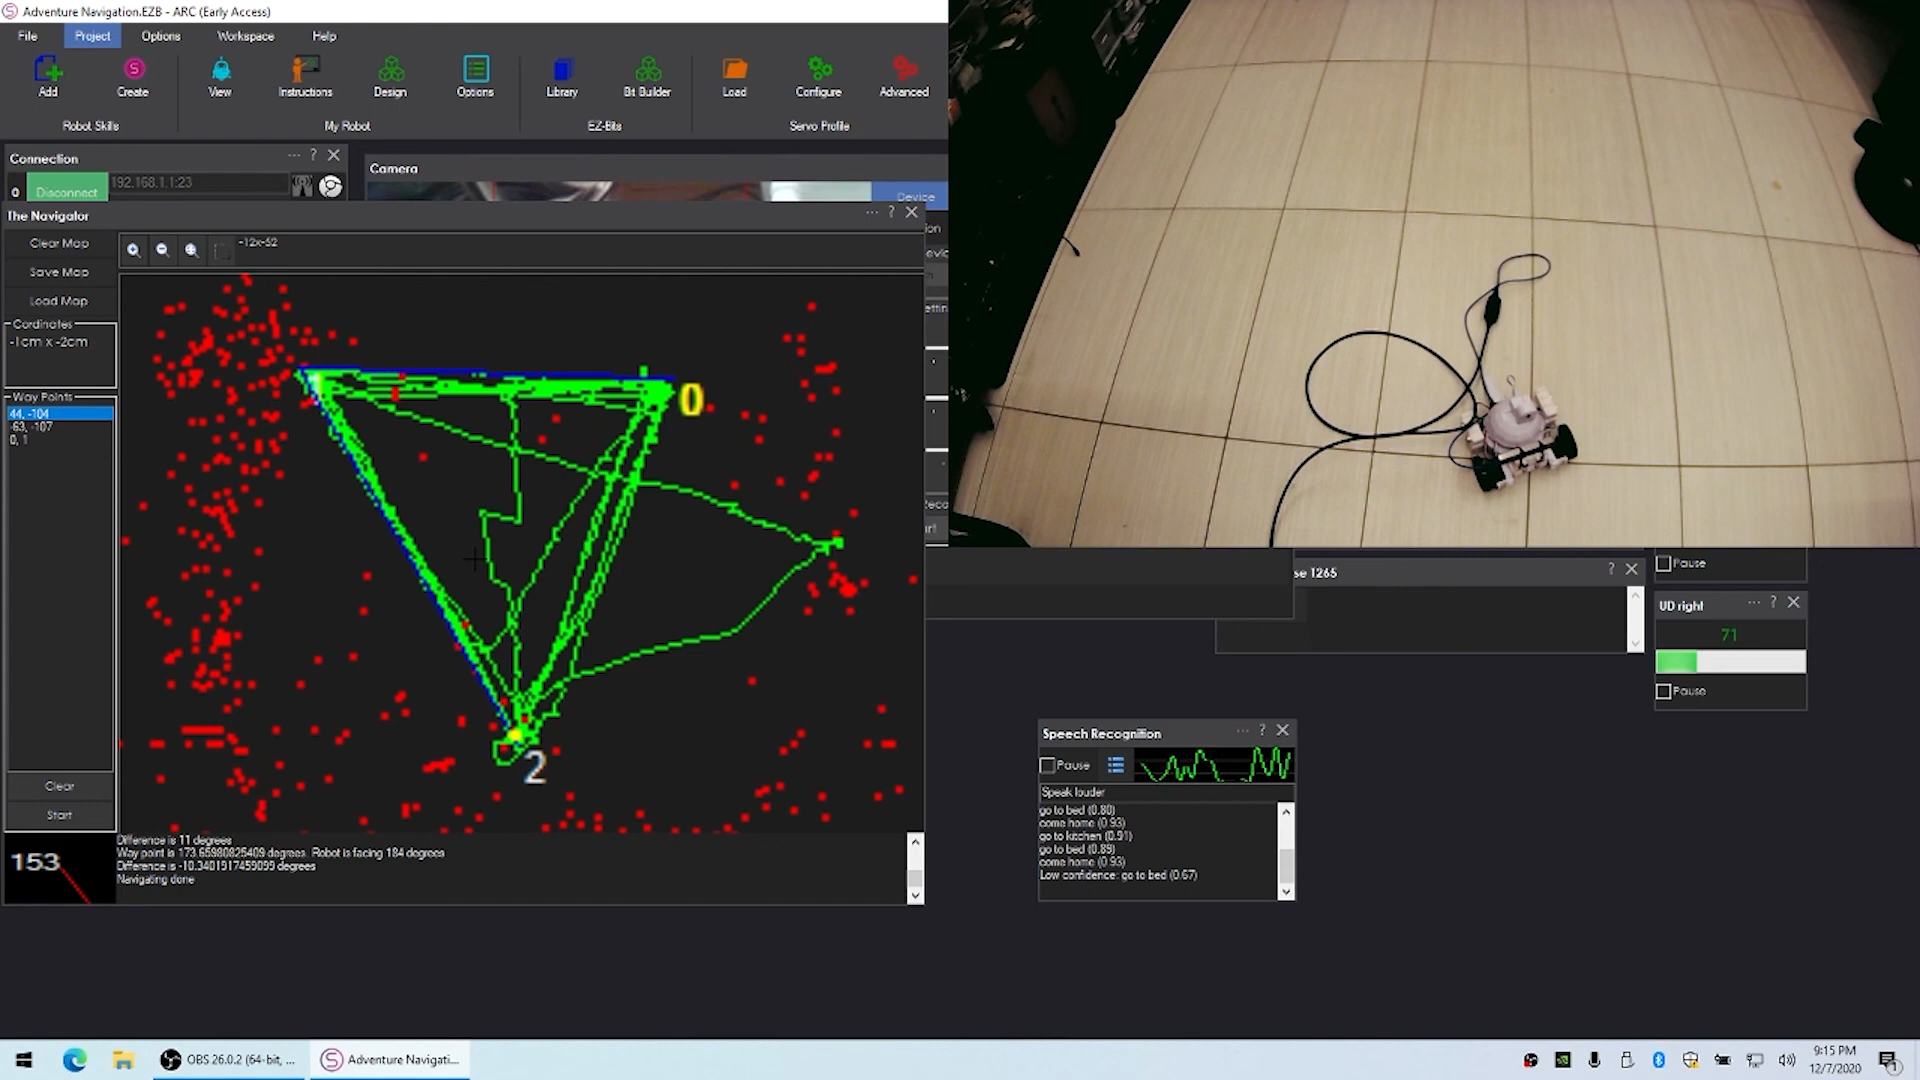 Adventure Navigation.EZB - ARC (Early Access)
File Project Options Workspace Help
Add Create View Instructions Design Options Library Bit Builder Load Configure Advanced
Robot Skills My Robot EZ-Bits Servo Profile
Connection ... ? X
0 Disconnect 192.168.1.1:23
Camera
Device
The Navigator ... ? X
Clear Map
Save Map
Load Map
-12x-52
Cordinates
-1cm x -2cm
Way Points
44, -104
-63, -107
0, 1
0
2
Clear
Start
153
Difference is 11 degrees
Way point is 173.65980825409 degrees. Robot is facing 184 degrees
Difference is -10.3401917459099 degrees
Navigating done
se 1265 ? X
Pause
UD right ... ? X
71
Pause
Speech Recognition ... ? X
Pause
Speak louder
go to bed (0.80)
come home (0.93)
go to kitchen (0.91)
go to bed (0.89)
come home (0.93)
Low confidence: go to bed (0.67)
OBS 26.0.2 (64-bit, ...
Adventure Navigati...
9:15 PM
12/7/2020
1